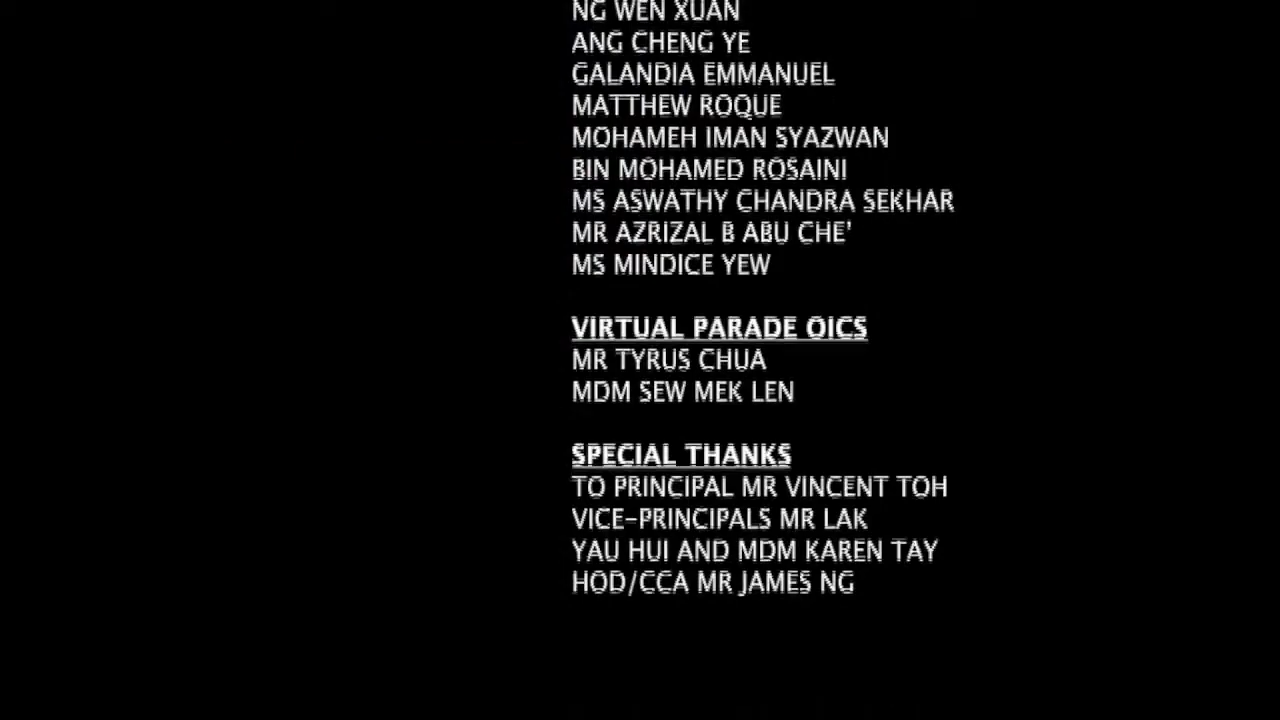 NG WEN XUAN
ANG CHENG YE
GALANDIA EMMANUEL
MATTHEW ROQUE
MOHAMEH IMAN SYAZWAN
BIN MOHAMED ROSAINI
MS ASWATHY CHANDRA SEKHAR
MR AZRIZAL B ABU CHE'
MS MINDICE YEW
VIRTUAL PARADE OICS
MR TYRUS CHUA
MDM SEW MEK LEN
SPECIAL THANKS
TO PRINCIPAL MR VINCENT TOH
VICE-PRINCIPALS MR LAK
YAU HUI AND MDM KAREN TAY
HOD/CCA MR JAMES NG